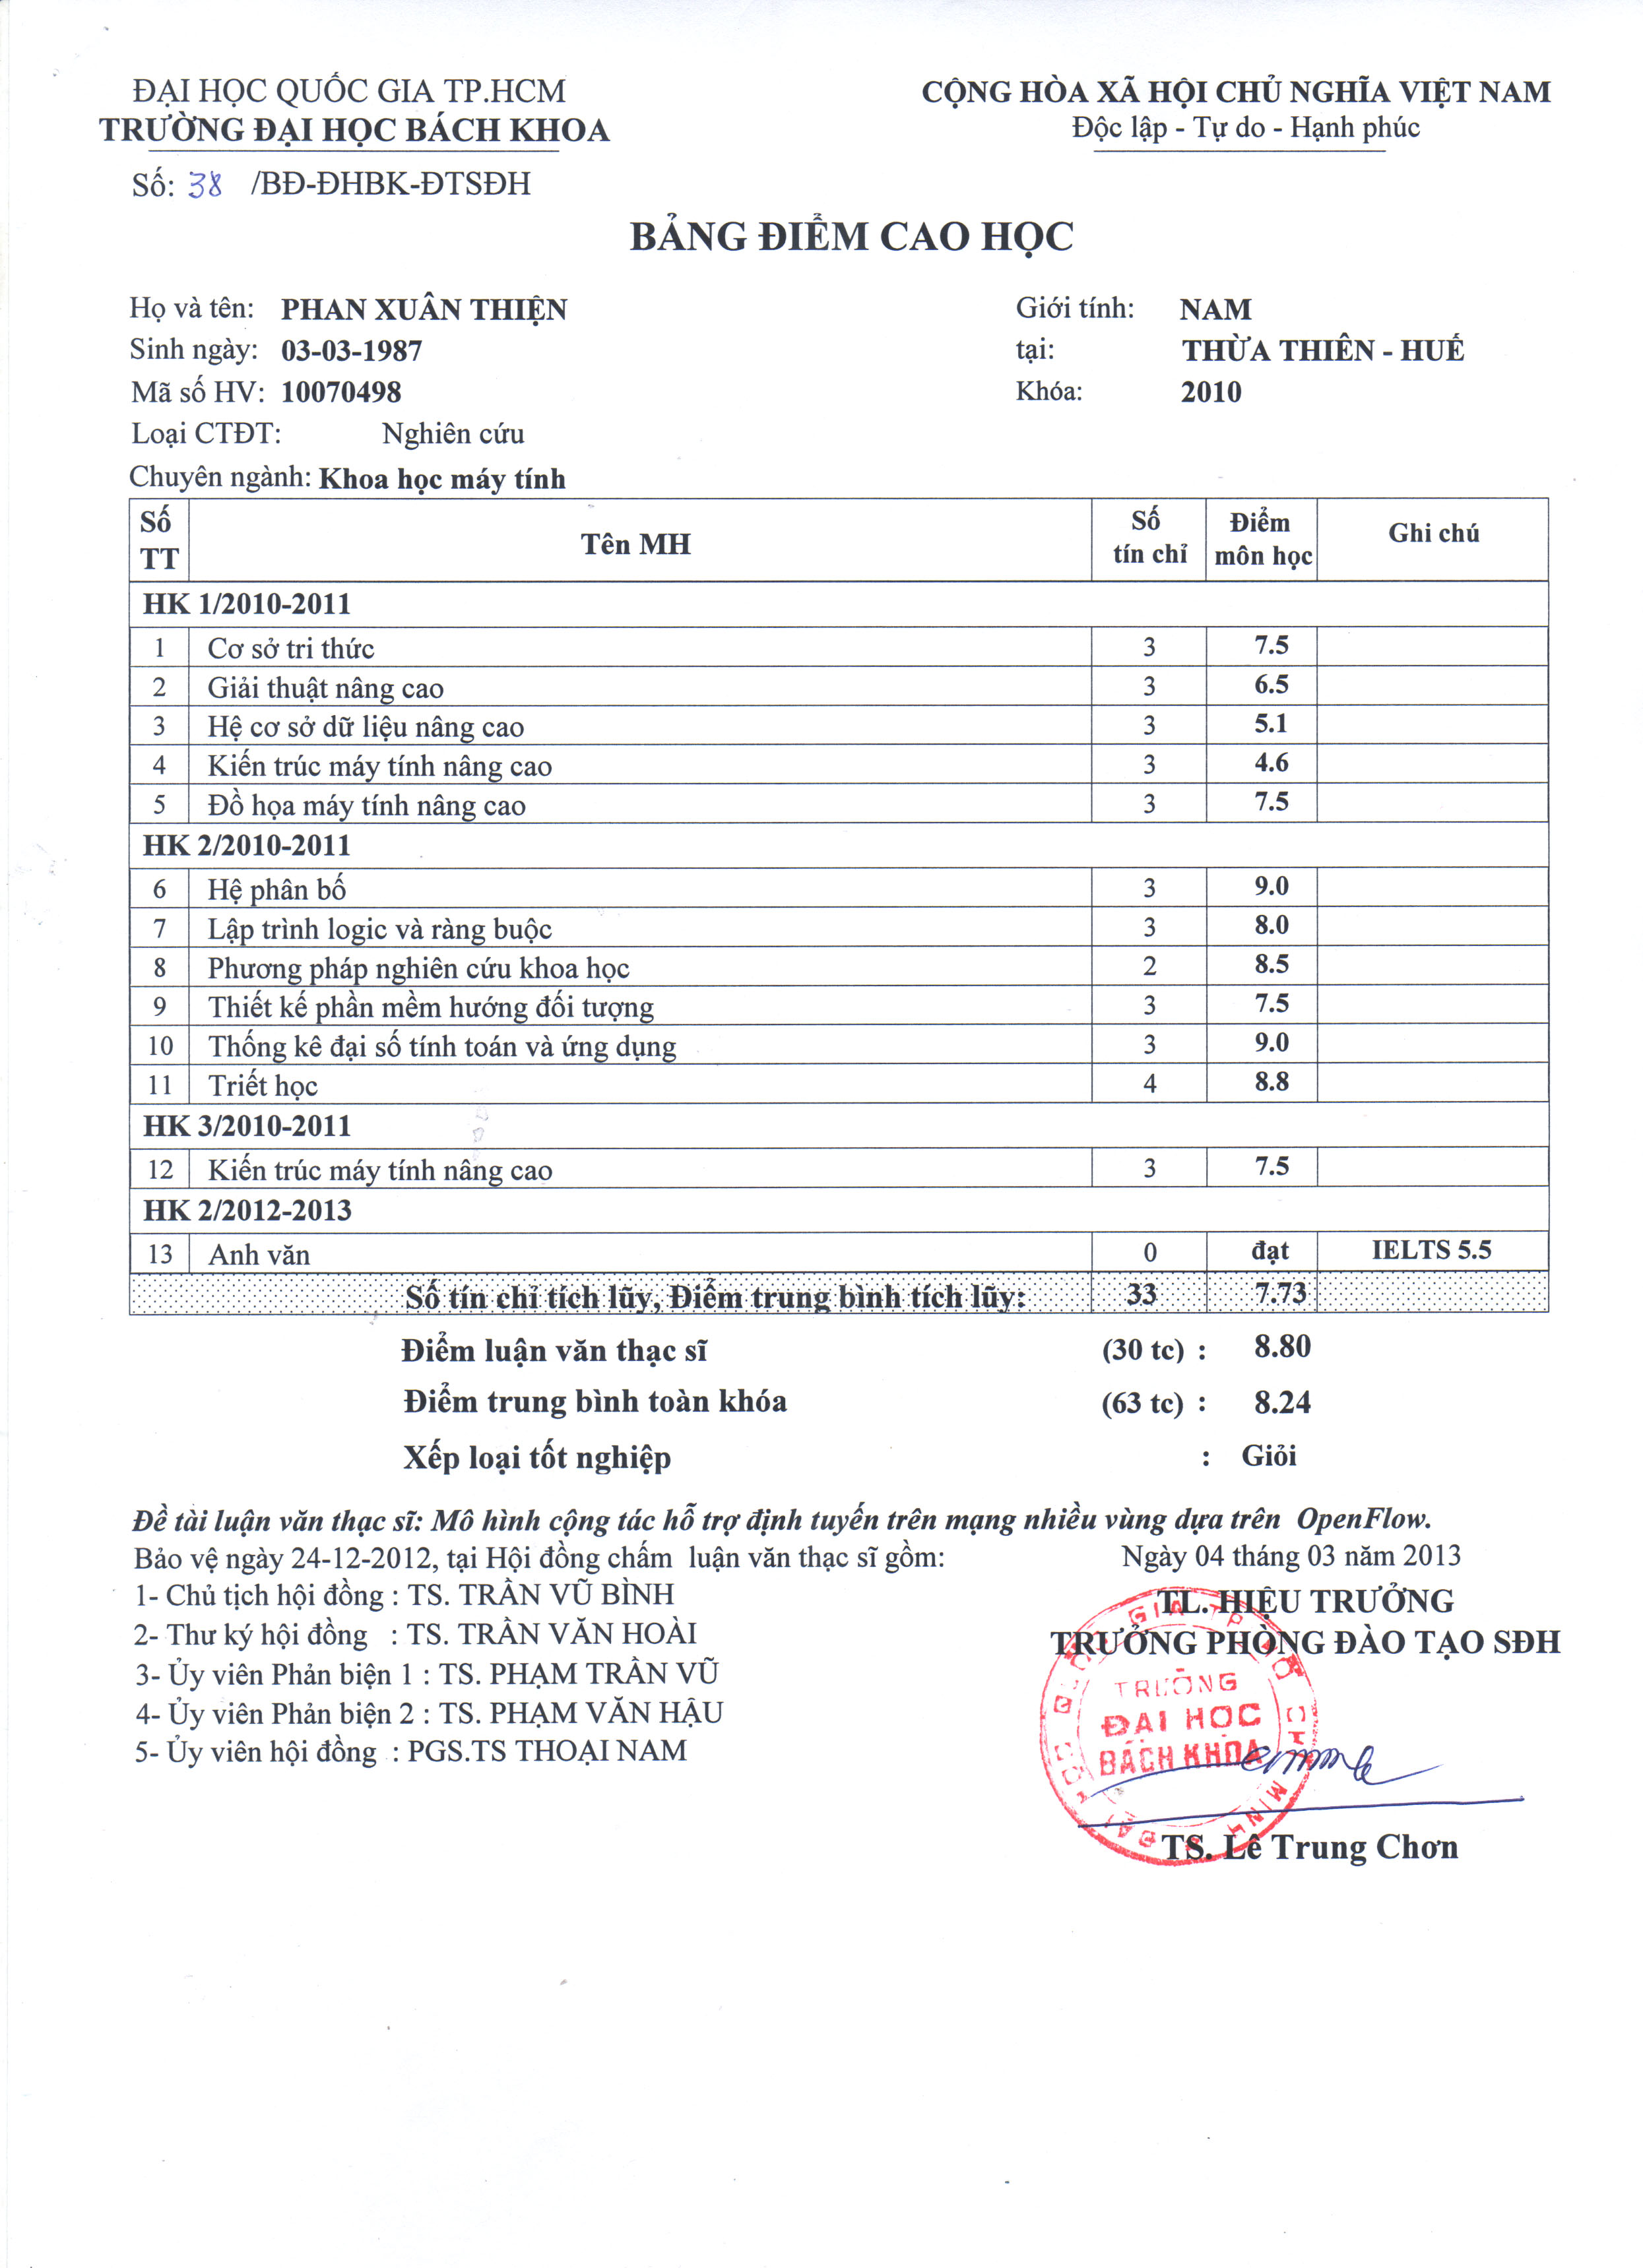 ĐẠI HỌC QUỐC GIA TP.HCM
TRƯỜNG ĐẠI HỌC BÁCH KHOA
Số: 38 /BĐ-ĐHBK-ĐTSĐH
CỘNG HÒA XÃ HỘI CHỦ NGHĨA VIỆT NAM
Độc lập - Tự do - Hạnh phúc
BẢNG ĐIỂM CAO HỌC
Họ và tên: PHAN XUÂN THIỆN Giới tính: NAM
Sinh ngày: 03-03-1987 tại: THỪA THIÊN - HUẾ
Mã số HV: 10070498 Khóa: 2010
Loại CTĐT: Nghiên cứu
Chuyên ngành: Khoa học máy tính
Số TT Tên MH Số tín chỉ Điểm môn học Ghi chú
HK 1/2010-2011
1 Cơ sở tri thức 3 7.5
2 Giải thuật nâng cao 3 6.5
3 Hệ cơ sở dữ liệu nâng cao 3 5.1
4 Kiến trúc máy tính nâng cao 3 4.6
5 Đồ họa máy tính nâng cao 3 7.5
HK 2/2010-2011
6 Hệ phân bố 3 9.0
7 Lập trình logic và ràng buộc 3 8.0
8 Phương pháp nghiên cứu khoa học 2 8.5
9 Thiết kế phần mềm hướng đối tượng 3 7.5
10 Thống kê đại số tính toán và ứng dụng 3 9.0
11 Triết học 4 8.8
HK 3/2010-2011
12 Kiến trúc máy tính nâng cao 3 7.5
HK 2/2012-2013
13 Anh văn 0 đạt IELTS 5.5
Số tín chỉ tích lũy, Điểm trung bình tích lũy: 33 7.73
Điểm luận văn thạc sĩ (30 tc) : 8.80
Điểm trung bình toàn khóa (63 tc) : 8.24
Xếp loại tốt nghiệp : Giỏi
Đề tài luận văn thạc sĩ: Mô hình cộng tác hỗ trợ định tuyến trên mạng nhiều vùng dựa trên OpenFlow.
Bảo vệ ngày 24-12-2012, tại Hội đồng chấm luận văn thạc sĩ gồm:
1- Chủ tịch hội đồng : TS. TRẦN VŨ BÌNH
2- Thư ký hội đồng : TS. TRẦN VĂN HOÀI
3- Ủy viên Phản biện 1 : TS. PHẠM TRẦN VŨ
4- Ủy viên Phản biện 2 : TS. PHẠM VĂN HẬU
5- Ủy viên hội đồng : PGS.TS THOẠI NAM
Ngày 04 tháng 03 năm 2013
TL. HIỆU TRƯỞNG
TRƯỞNG PHÒNG ĐÀO TẠO SĐH
TRƯỜNG
ĐẠI HỌC
BÁCH KHOA
TS. Lê Trung Chơn